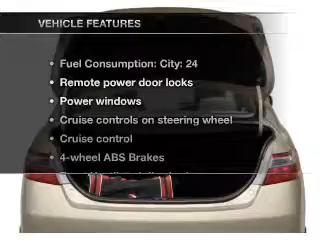 VEHICLE FEATURES
• Fuel Consumption: City: 24
• Remote power door locks
• Power windows
• Cruise controls on steering wheel
• Cruise control
• 4-wheel ABS Brakes